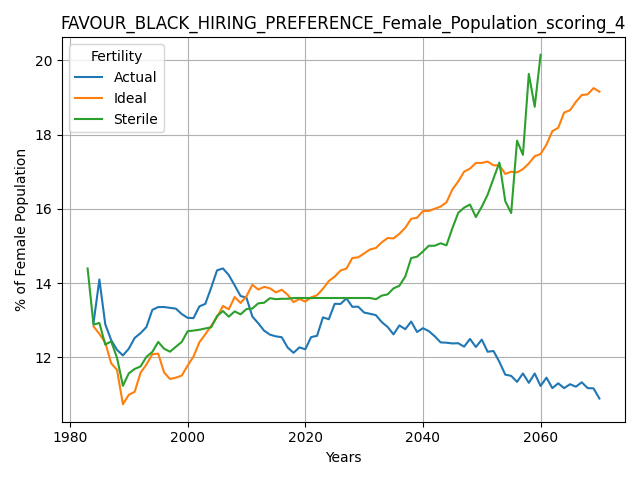 FAVOUR_BLACK_HIRING_PREFERENCE_Female_Population_scoring_4
Fertility
Actual
Ideal
Sterile
% of Female Population
20
18
16
14
12
1980
2000
2020
2040
2060
Years